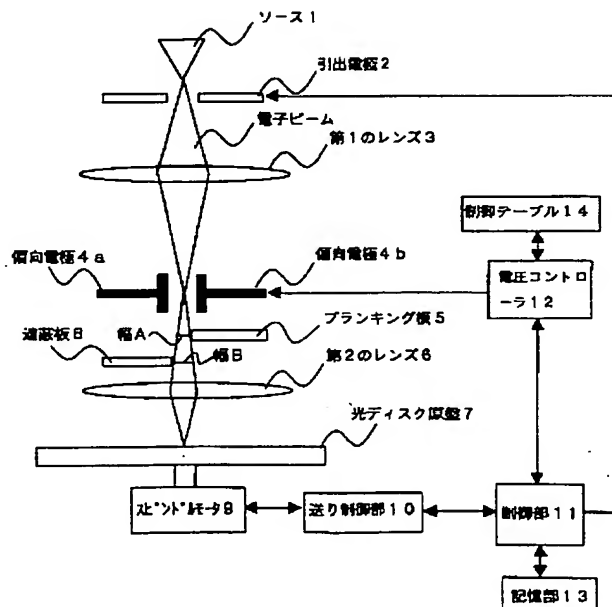 ソース1
引出電極2
電子ビーム
第1のレンズ3
制御テーブル14
偏向電極4a
偏向電極4b
電圧コントロ
ーラ12
ブランキング板5
遮蔽板8
幅A
幅B
第2のレンズ6
光ディスク原盤7
スピンドルモータ9
送り制御部10
制御部11
記憶部13